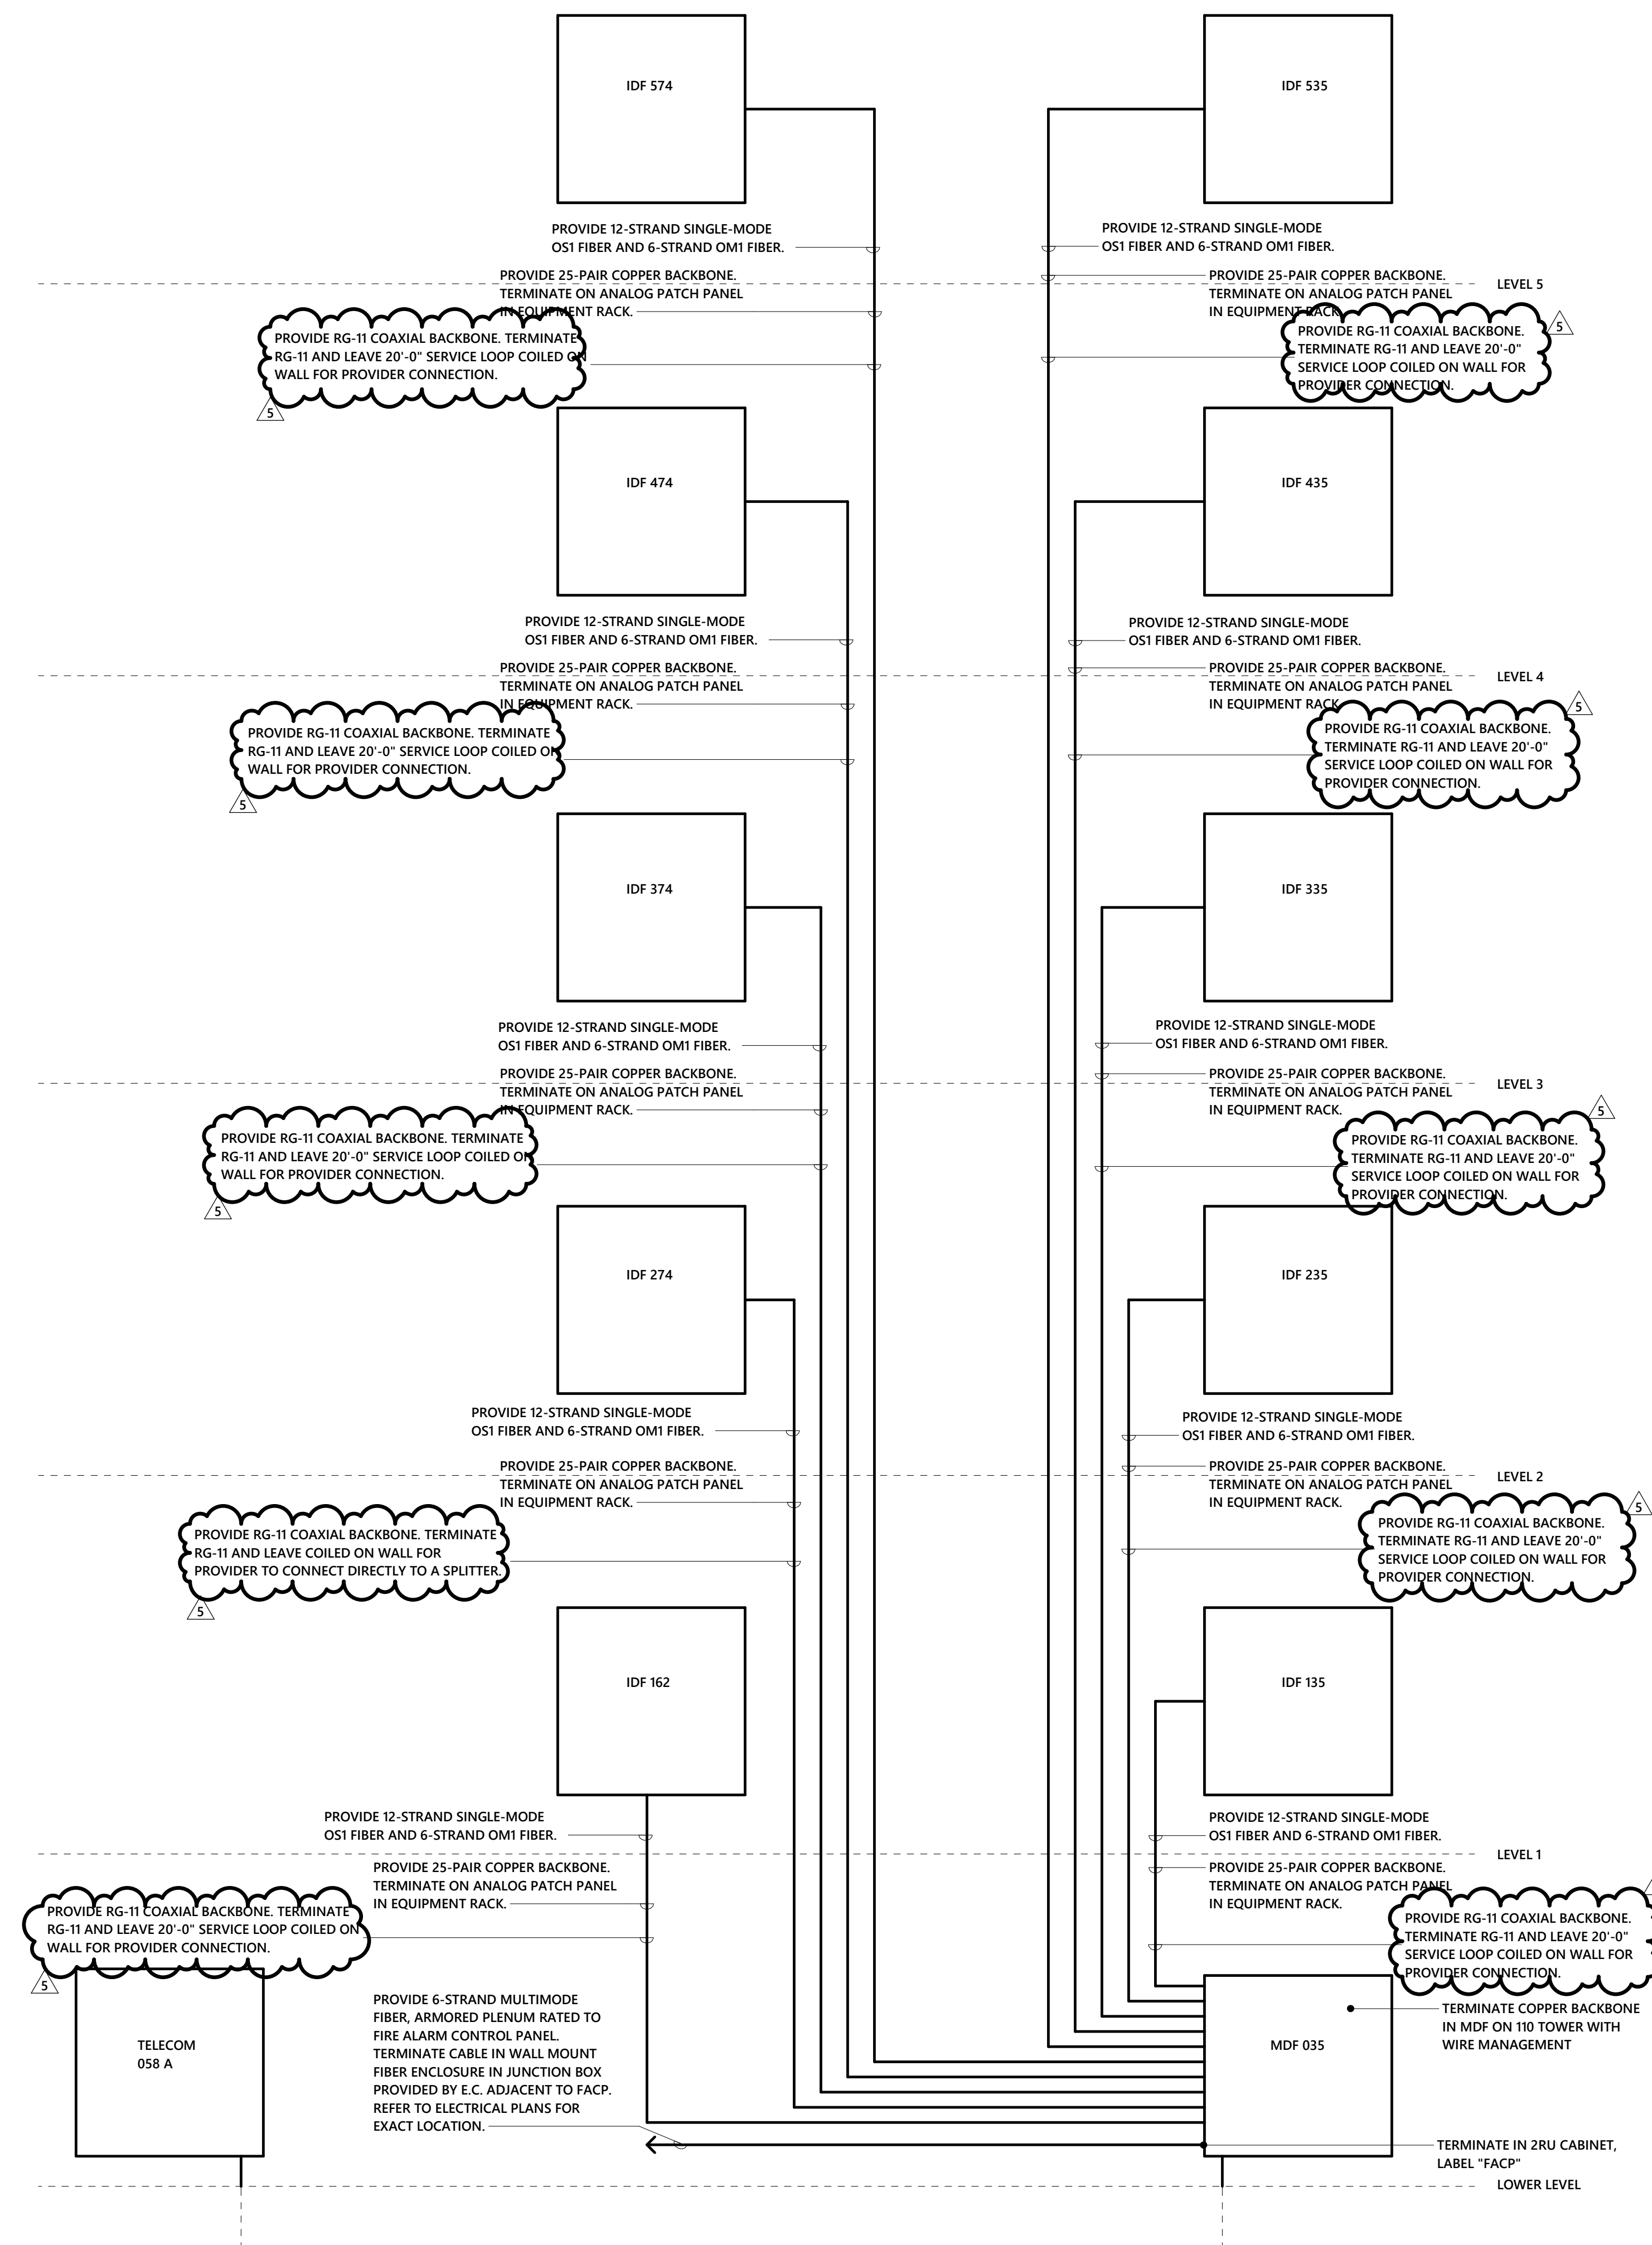 IDF 574
IDF 535
PROVIDE 12-STRAND SINGLE-MODE
OS1 FIBER AND 6-STRAND OM1 FIBER.
PROVIDE 12-STRAND SINGLE-MODE
OS1 FIBER AND 6-STRAND OM1 FIBER.
PROVIDE 25-PAIR COPPER BACKBONE.
TERMINATE ON ANALOG PATCH PANEL
IN EQUIPMENT RACK.
PROVIDE 25-PAIR COPPER BACKBONE.
TERMINATE ON ANALOG PATCH PANEL
IN EQUIPMENT RACK.
LEVEL 5
PROVIDE RG-11 COAXIAL BACKBONE. TERMINATE
RG-11 AND LEAVE 20'-0" SERVICE LOOP COILED ON
WALL FOR PROVIDER CONNECTION.
5
PROVIDE RG-11 COAXIAL BACKBONE.
TERMINATE RG-11 AND LEAVE 20'-0"
SERVICE LOOP COILED ON WALL FOR
PROVIDER CONNECTION.
5
IDF 474
IDF 435
PROVIDE 12-STRAND SINGLE-MODE
OS1 FIBER AND 6-STRAND OM1 FIBER.
PROVIDE 12-STRAND SINGLE-MODE
OS1 FIBER AND 6-STRAND OM1 FIBER.
PROVIDE 25-PAIR COPPER BACKBONE.
TERMINATE ON ANALOG PATCH PANEL
IN EQUIPMENT RACK.
PROVIDE 25-PAIR COPPER BACKBONE.
TERMINATE ON ANALOG PATCH PANEL
IN EQUIPMENT RACK.
LEVEL 4
PROVIDE RG-11 COAXIAL BACKBONE. TERMINATE
RG-11 AND LEAVE 20'-0" SERVICE LOOP COILED ON
WALL FOR PROVIDER CONNECTION.
5
PROVIDE RG-11 COAXIAL BACKBONE.
TERMINATE RG-11 AND LEAVE 20'-0"
SERVICE LOOP COILED ON WALL FOR
PROVIDER CONNECTION.
5
IDF 374
IDF 335
PROVIDE 12-STRAND SINGLE-MODE
OS1 FIBER AND 6-STRAND OM1 FIBER.
PROVIDE 12-STRAND SINGLE-MODE
OS1 FIBER AND 6-STRAND OM1 FIBER.
PROVIDE 25-PAIR COPPER BACKBONE.
TERMINATE ON ANALOG PATCH PANEL
IN EQUIPMENT RACK.
PROVIDE 25-PAIR COPPER BACKBONE.
TERMINATE ON ANALOG PATCH PANEL
IN EQUIPMENT RACK.
LEVEL 3
PROVIDE RG-11 COAXIAL BACKBONE. TERMINATE
RG-11 AND LEAVE 20'-0" SERVICE LOOP COILED ON
WALL FOR PROVIDER CONNECTION.
5
PROVIDE RG-11 COAXIAL BACKBONE.
TERMINATE RG-11 AND LEAVE 20'-0"
SERVICE LOOP COILED ON WALL FOR
PROVIDER CONNECTION.
5
IDF 274
IDF 235
PROVIDE 12-STRAND SINGLE-MODE
OS1 FIBER AND 6-STRAND OM1 FIBER.
PROVIDE 12-STRAND SINGLE-MODE
OS1 FIBER AND 6-STRAND OM1 FIBER.
PROVIDE 25-PAIR COPPER BACKBONE.
TERMINATE ON ANALOG PATCH PANEL
IN EQUIPMENT RACK.
PROVIDE 25-PAIR COPPER BACKBONE.
TERMINATE ON ANALOG PATCH PANEL
IN EQUIPMENT RACK.
LEVEL 2
PROVIDE RG-11 COAXIAL BACKBONE. TERMINATE
RG-11 AND LEAVE COILED ON WALL FOR
PROVIDER TO CONNECT DIRECTLY TO A SPLITTER.
5
PROVIDE RG-11 COAXIAL BACKBONE.
TERMINATE RG-11 AND LEAVE 20'-0"
SERVICE LOOP COILED ON WALL FOR
PROVIDER CONNECTION.
5
IDF 162
IDF 135
PROVIDE 12-STRAND SINGLE-MODE
OS1 FIBER AND 6-STRAND OM1 FIBER.
PROVIDE 12-STRAND SINGLE-MODE
OS1 FIBER AND 6-STRAND OM1 FIBER.
PROVIDE 25-PAIR COPPER BACKBONE.
TERMINATE ON ANALOG PATCH PANEL
IN EQUIPMENT RACK.
PROVIDE 25-PAIR COPPER BACKBONE.
TERMINATE ON ANALOG PATCH PANEL
IN EQUIPMENT RACK.
LEVEL 1
PROVIDE RG-11 COAXIAL BACKBONE. TERMINATE
RG-11 AND LEAVE 20'-0" SERVICE LOOP COILED ON
WALL FOR PROVIDER CONNECTION.
5
PROVIDE RG-11 COAXIAL BACKBONE.
TERMINATE RG-11 AND LEAVE 20'-0"
SERVICE LOOP COILED ON WALL FOR
PROVIDER CONNECTION.
TELECOM
058 A
PROVIDE 6-STRAND MULTIMODE
FIBER, ARMORED PLENUM RATED TO
FIRE ALARM CONTROL PANEL.
TERMINATE CABLE IN WALL MOUNT
FIBER ENCLOSURE IN JUNCTION BOX
PROVIDED BY E.C. ADJACENT TO FACP.
REFER TO ELECTRICAL PLANS FOR
EXACT LOCATION.
MDF 035
TERMINATE COPPER BACKBONE
IN MDF ON 110 TOWER WITH
WIRE MANAGEMENT
TERMINATE IN 2RU CABINET,
LABEL "FACP"
LOWER LEVEL